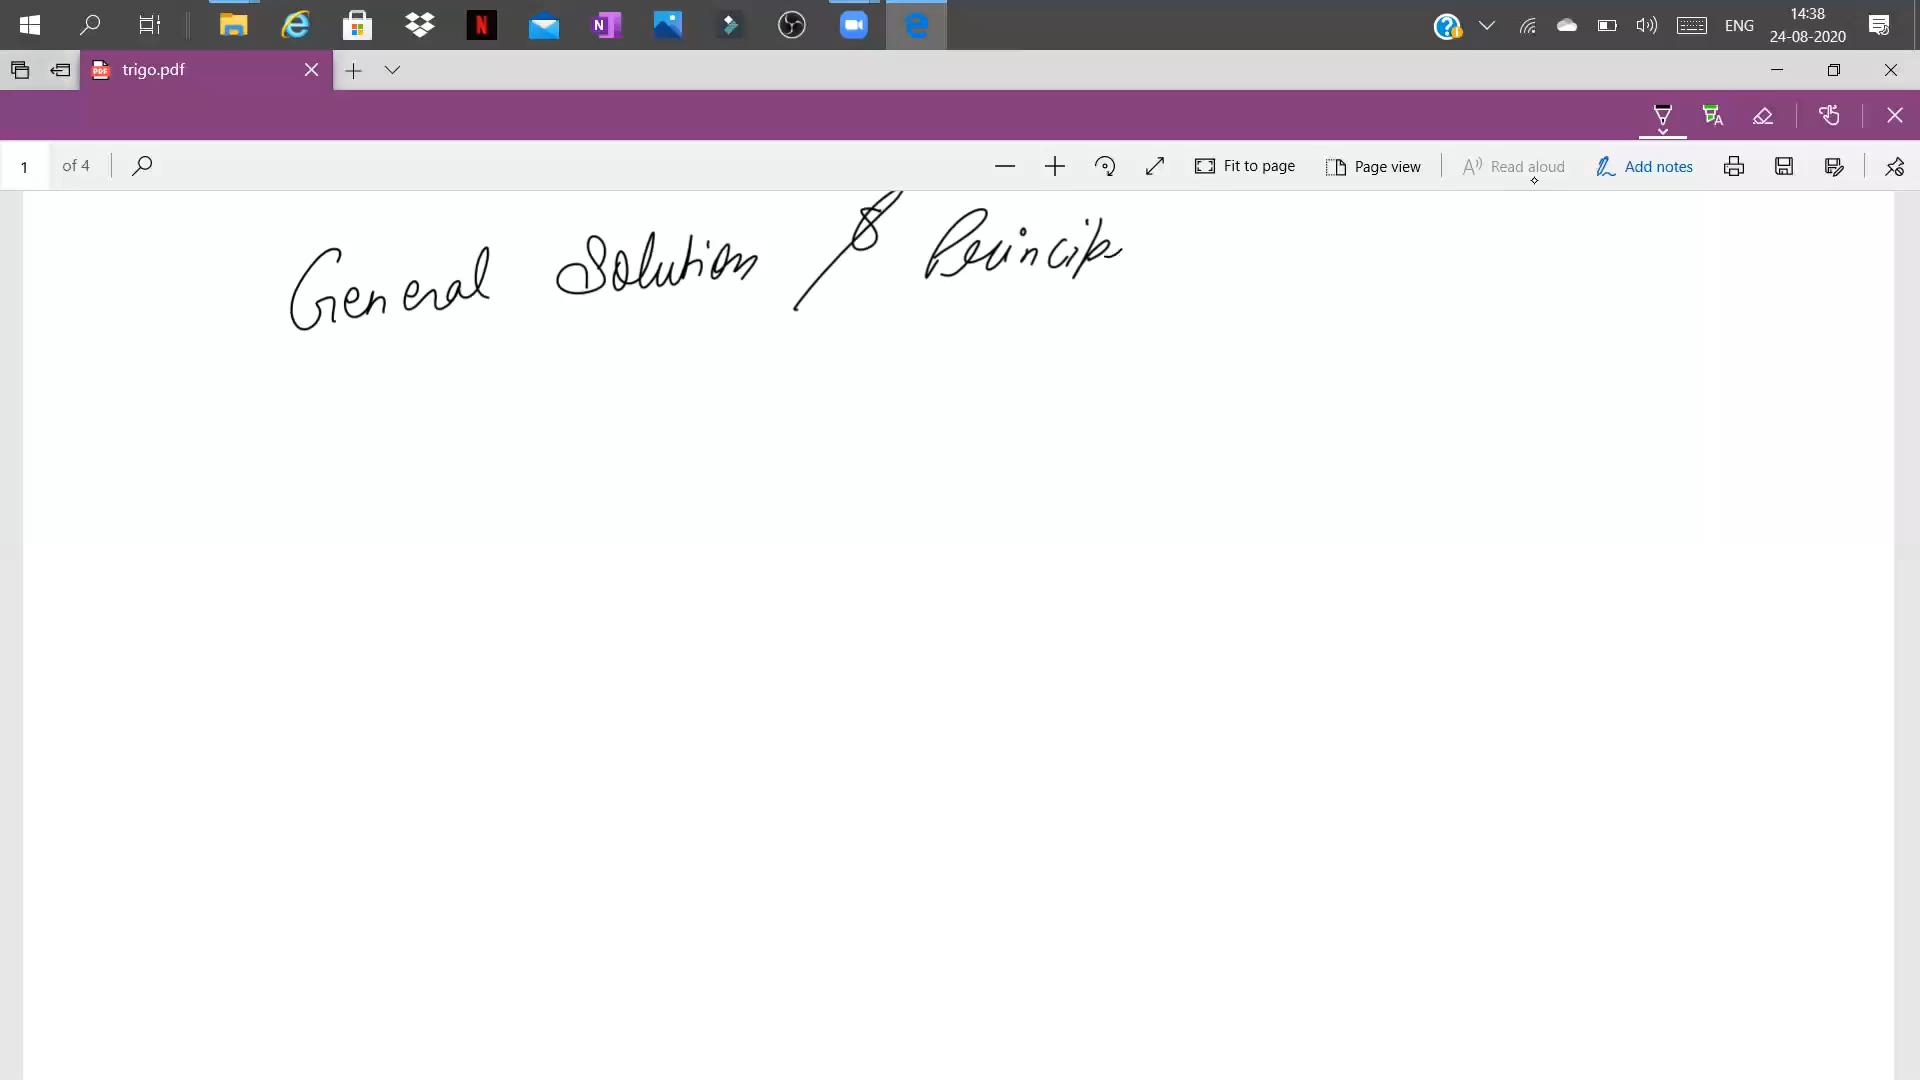 14:38
ENG
24-08-2020
trigo.pdf
1 of 4 Fit to page Page view Read aloud Add notes
General Solution &